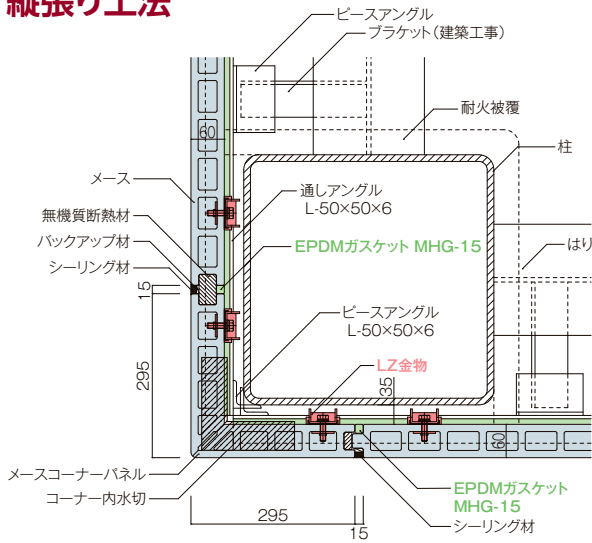 縦張り工法
ピースアングル
ブラケット（建築工事）
耐火被覆
60
柱
メース
通しアングル
L-50×50×6
無機質断熱材
バックアップ材
EPDMガスケット MHG-15
はり
シーリング材
15
ピースアングル
L-50×50×6
295
LZ金物
35
60
メースコーナーパネル
コーナー内水切
EPDMガスケット
MHG-15
295
シーリング材
15